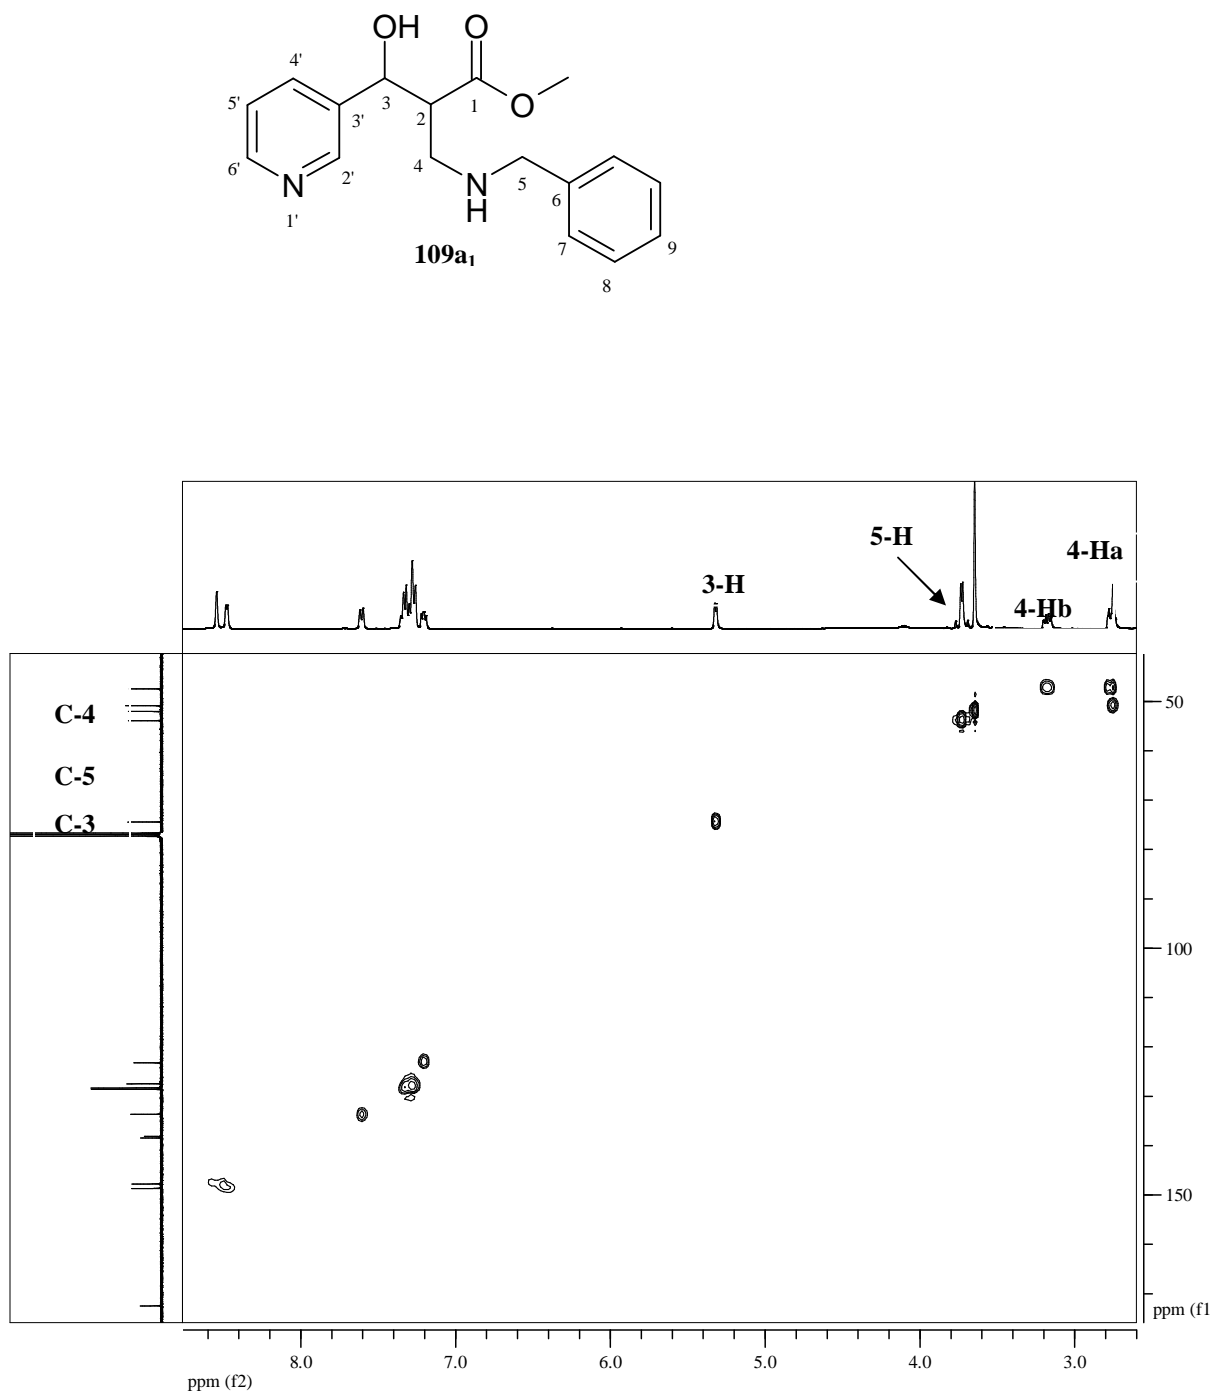 OH O
4'
5' 3 1 O
3' 2
6' 2' 4 5
N N
H 6
1' 7 9
109a₁
8
5-H 4-Ha
3-H
4-Hb
C-4
C-5
C-3
50
100
150
ppm (f1
8.0 7.0 6.0 5.0 4.0 3.0
ppm (f2)